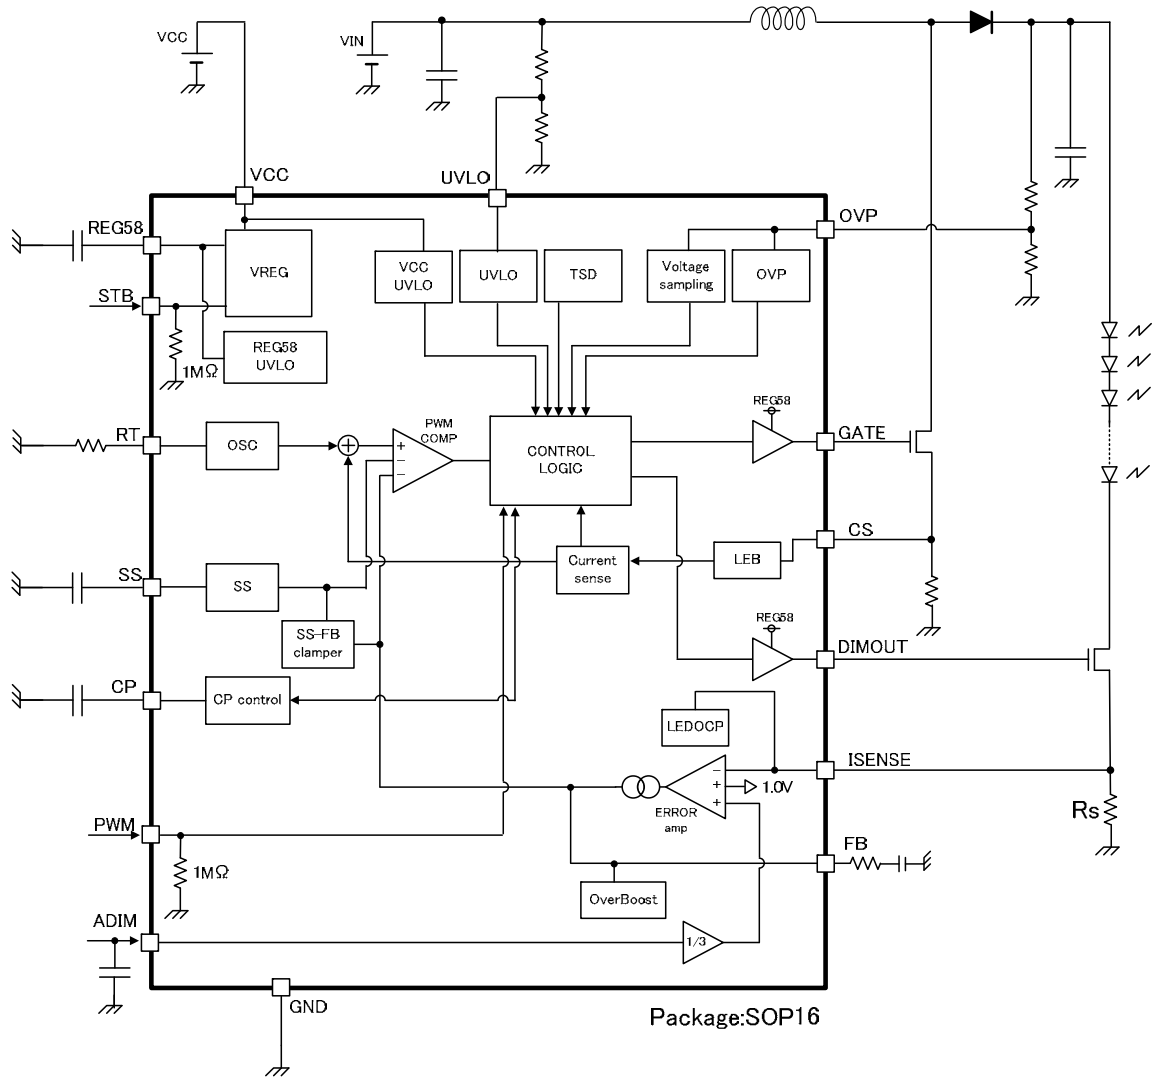 VCC
VIN
VCC
UVLO
REG58
OVP
VREG
VCC
UVLO
UVLO
TSD
Voltage
sampling
OVP
STB
REG58
UVLO
1MΩ
REG58
PWM
COMP
RT
OSC
+
−
−
CONTROL
LOGIC
GATE
CS
SS
SS
Current
sense
LEB
REG58
SS-FB
clamper
DIMOUT
CP
CP control
LEDOCP
ISENSE
−
+
+
1.0V
ERROR
amp
Rs
PWM
1MΩ
FB
OverBoost
ADIM
1/3
GND
Package:SOP16